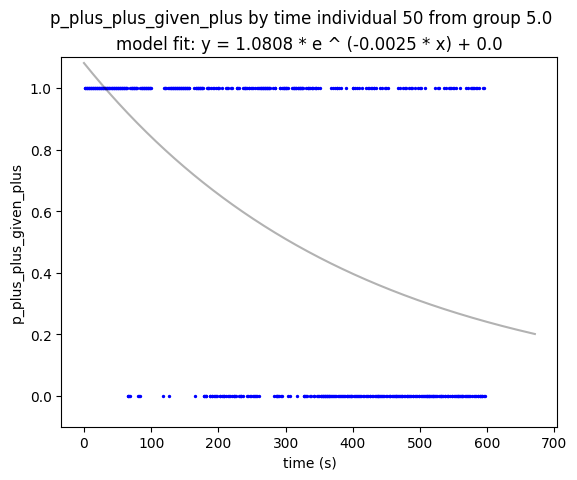 p_plus_plus_given_plus by time individual 50 from group 5.0
model fit: y = 1.0808 * e ^ (-0.0025 * x) + 0.0
1.0
0.8
0.6
0.4
0.2
0.0
p_plus_plus_given_plus
0 100 200 300 400 500 600 700
time (s)